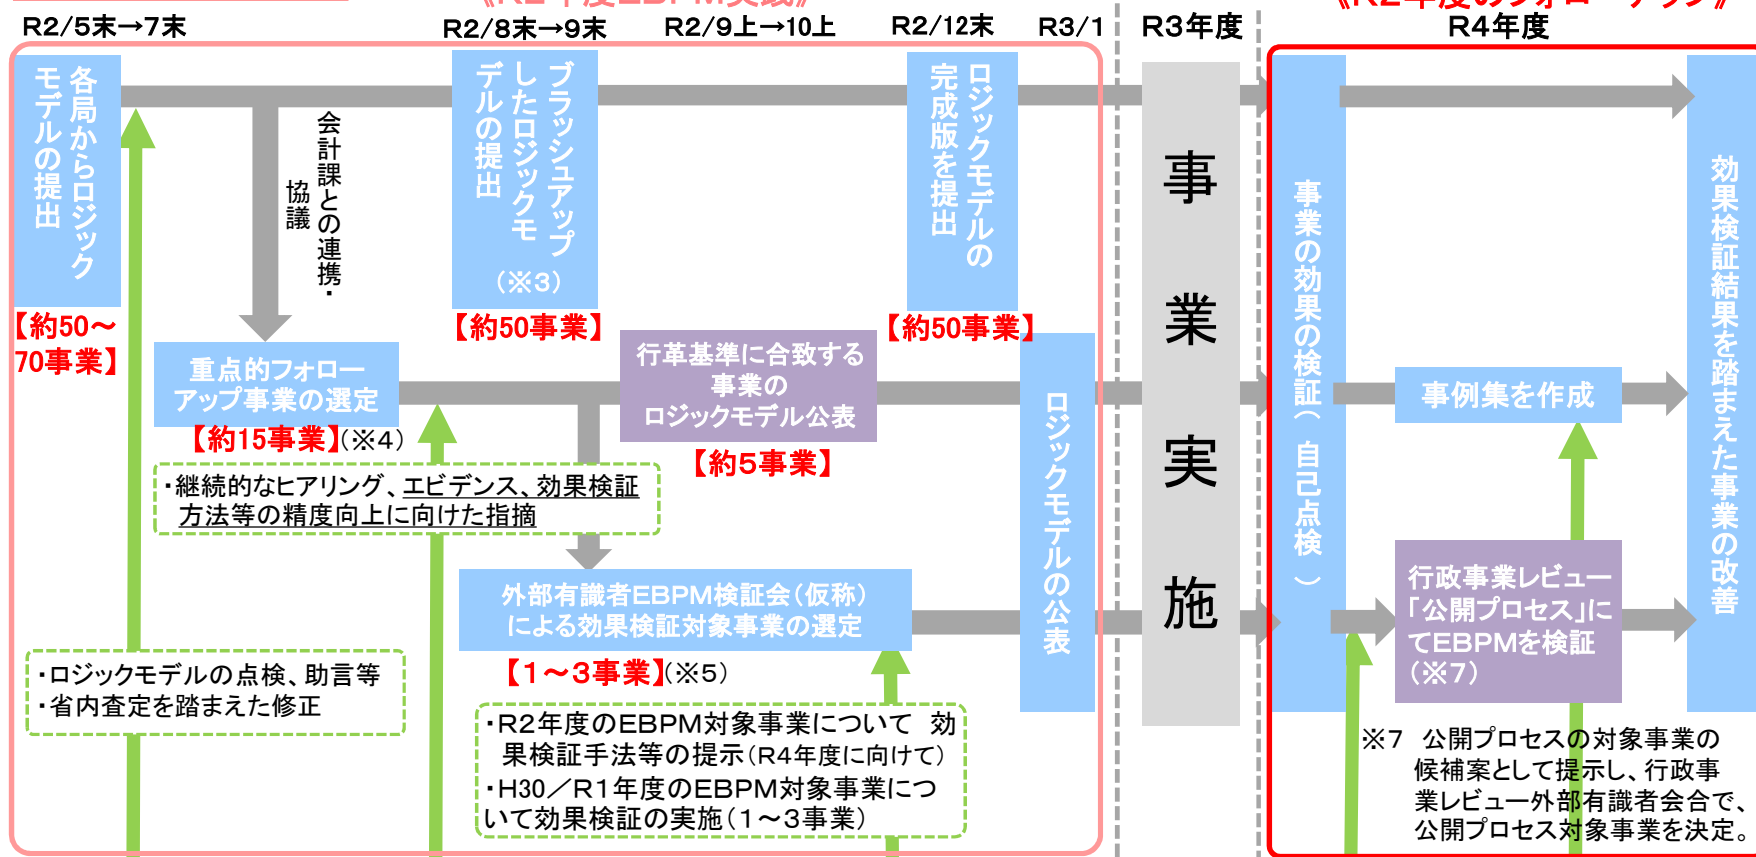 《R2年度EBPM実践》
《R2年度のフォローアップ》
R2/5末→7末
R2/8末→9末
R2/9上→10上
R2/12末
R3/1
R3年度
R4年度
各局からロジック
モデルの提出
【約50～
70事業】
会計課との連携・
協議
ブラッシュアップ
したロジックモ
デルの提出
（※3）
【約50事業】
ロジックモデルの
完成版を提出
【約50事業】
重点的フォロー
アップ事業の選定
【約15事業】(※4)
・継続的なヒアリング、エビデンス、効果検証
方法等の精度向上に向けた指摘
行革基準に合致する
事業の
ロジックモデル公表
【約5事業】
外部有識者EBPM検証会（仮称）
による効果検証対象事業の選定
【1～3事業】(※5)
・ロジックモデルの点検、助言等
・省内査定を踏まえた修正
・R2年度のEBPM対象事業について 効
果検証手法等の提示(R4年度に向けて)
・H30／R1年度のEBPM対象事業につ
いて効果検証の実施(1～3事業)
ロジックモデルの公表
事業実施
事業の効果の検証（自己点検）
事例集を作成
行政事業レビュー
「公開プロセス」に
てEBPMを検証
(※7)
効果検証結果を踏まえた事業の改善
※7 公開プロセスの対象事業の
候補案として提示し、行政事
業レビュー外部有識者会合で、
公開プロセス対象事業を決定。